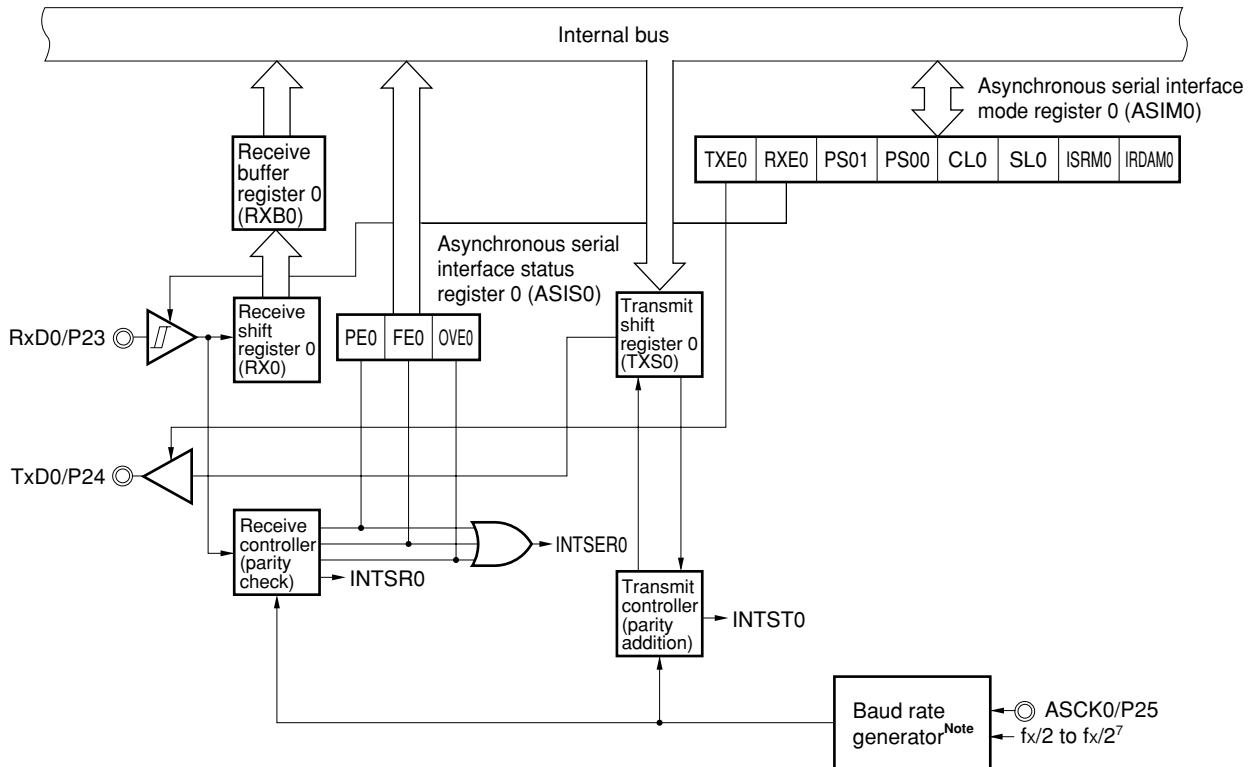 Internal bus
Asynchronous serial interface
mode register 0 (ASIM0)
TXE0 RXE0 PS01 PS00 CL0 SL0 ISRM0 IRDAM0
Receive
buffer
register 0
(RXB0)
Asynchronous serial
interface status
register 0 (ASIS0)
RxD0/P23
Receive
shift
register 0
(RX0)
PE0 FE0 OVE0
Transmit
shift
register 0
(TXS0)
TxD0/P24
Receive
controller
(parity
check)
INTSER0
INTSR0
Transmit
controller
(parity
addition)
INTST0
Baud rate
generatorNote
ASCK0/P25
fx/2 to fx/2⁷